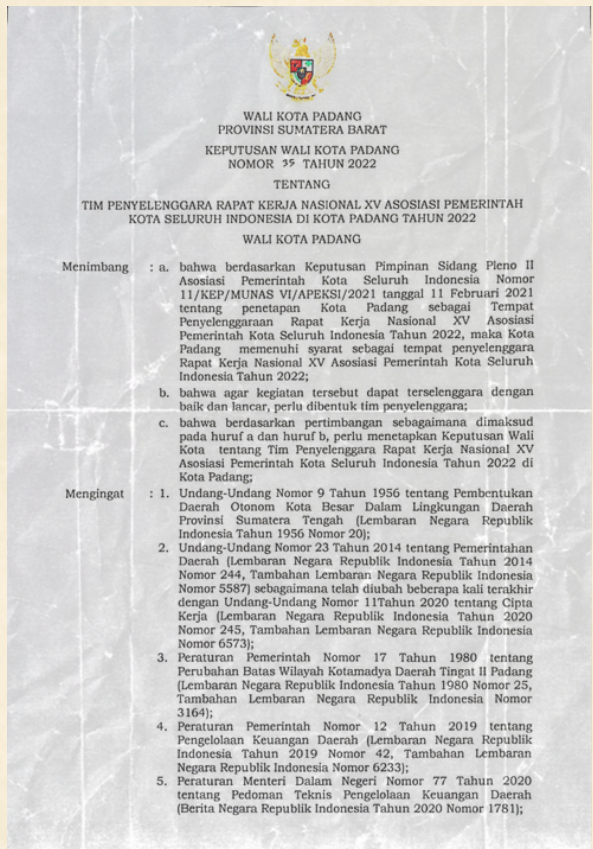 WALI KOTA PADANG
PROVINSI SUMATERA BARAT
KEPUTUSAN WALI KOTA PADANG
NOMOR 35 TAHUN 2022
TENTANG
TIM PENYELENGGARA RAPAT KERJA NASIONAL XV ASOSIASI PEMERINTAH
KOTA SELURUH INDONESIA DI KOTA PADANG TAHUN 2022
WALI KOTA PADANG
Menimbang : a. bahwa berdasarkan Keputusan Pimpinan Sidang Pleno II
Asosiasi Pemerintah Kota Seluruh Indonesia Nomor
11/KEP/MUNAS VI/APEKSI/2021 tanggal 11 Februari 2021
tentang penetapan Kota Padang sebagai Tempat
Penyelenggaraan Rapat Kerja Nasional XV Asosiasi
Pemerintah Kota Seluruh Indonesia Tahun 2022, maka Kota
Padang memenuhi syarat sebagai tempat penyelenggara
Rapat Kerja Nasional XV Asosiasi Pemerintah Kota Seluruh
Indonesia Tahun 2022;
b. bahwa agar kegiatan tersebut dapat terselenggara dengan
baik dan lancar, perlu dibentuk tim penyelenggara;
c. bahwa berdasarkan pertimbangan sebagaimana dimaksud
pada huruf a dan huruf b, perlu menetapkan Keputusan Wali
Kota tentang Tim Penyelenggara Rapat Kerja Nasional XV
Asosiasi Pemerintah Kota Seluruh Indonesia Tahun 2022 di
Kota Padang;
Mengingat : 1. Undang-Undang Nomor 9 Tahun 1956 tentang Pembentukan
Daerah Otonom Kota Besar Dalam Lingkungan Daerah
Provinsi Sumatera Tengah (Lembaran Negara Republik
Indonesia Tahun 1956 Nomor 20);
2. Undang-Undang Nomor 23 Tahun 2014 tentang Pemerintahan
Daerah (Lembaran Negara Republik Indonesia Tahun 2014
Nomor 244, Tambahan Lembaran Negara Republik Indonesia
Nomor 5587) sebagaimana telah diubah beberapa kali terakhir
dengan Undang-Undang Nomor 11Tahun 2020 tentang Cipta
Kerja (Lembaran Negara Republik Indonesia Tahun 2020
Nomor 245, Tambahan Lembaran Negara Republik Indonesia
Nomor 6573);
3. Peraturan Pemerintah Nomor 17 Tahun 1980 tentang
Perubahan Batas Wilayah Kotamadya Daerah Tingat II Padang
(Lembaran Negara Republik Indonesia Tahun 1980 Nomor 25,
Tambahan Lembaran Negara Republik Indonesia Nomor
3164);
4. Peraturan Pemerintah Nomor 12 Tahun 2019 tentang
Pengelolaan Keuangan Daerah (Lembaran Negara Republik
Indonesia Tahun 2019 Nomor 42, Tambahan Lembaran
Negara Republik Indonesia Nomor 6233);
5. Peraturan Menteri Dalam Negeri Nomor 77 Tahun 2020
tentang Pedoman Teknis Pengelolaan Keuangan Daerah
(Berita Negara Republik Indonesia Tahun 2020 Nomor 1781);